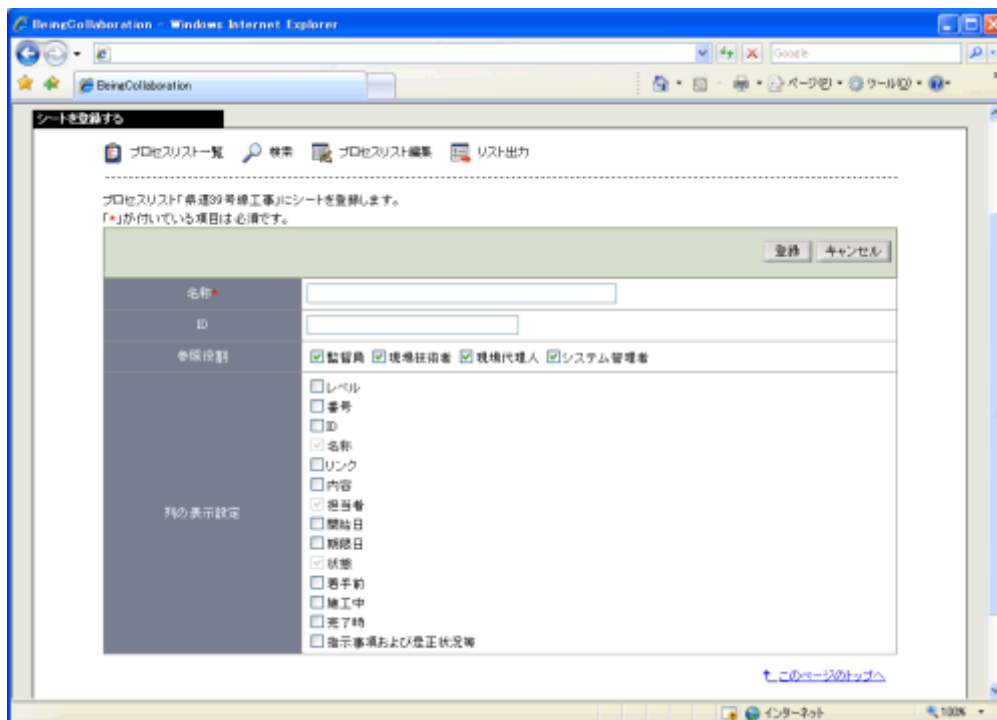 BeingCollaboration - Windows Internet Explorer
Google
BeingCollaboration
ページ(P) ツール(O)
シートを登録する
プロセスリスト一覧 検索 プロセスリスト編集 リスト出力
プロセスリスト「県道39号線工事」にシートを登録します。
「*」が付いている項目は必須です。
登録 キャンセル
名称*
ID
参照役割 監督員 現場技術者 現場代理人 システム管理者
レベル
番号
ID
名称
リンク
内容
列の表示設定 担当者
開始日
期限日
状態
着手前
施工中
完了時
指示事項および是正状況等
このページのトップへ
インターネット 100%